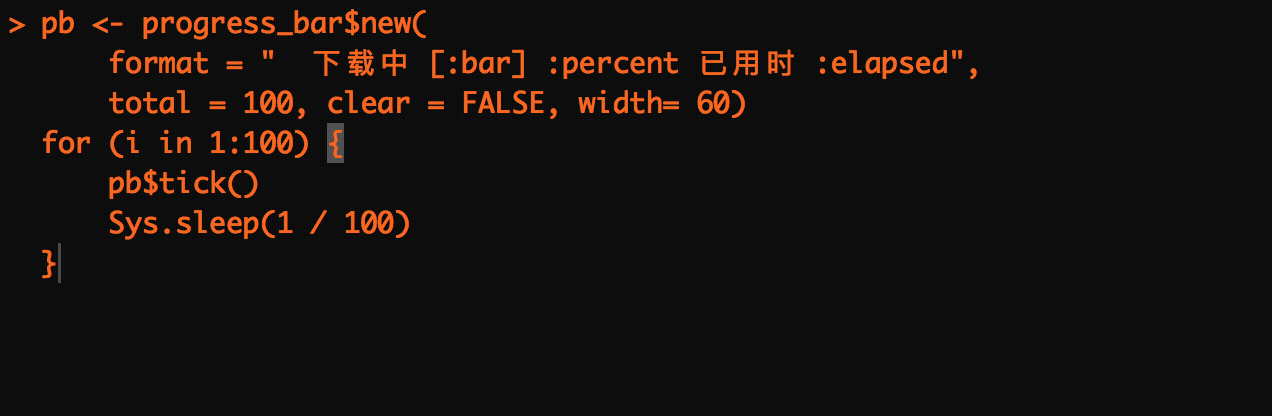 > pb <- progress_bar$new(
format = "  下载中 [:bar] :percent 已用时 :elapsed",
total = 100, clear = FALSE, width= 60)
for (i in 1:100) {
pb$tick()
Sys.sleep(1 / 100)
}